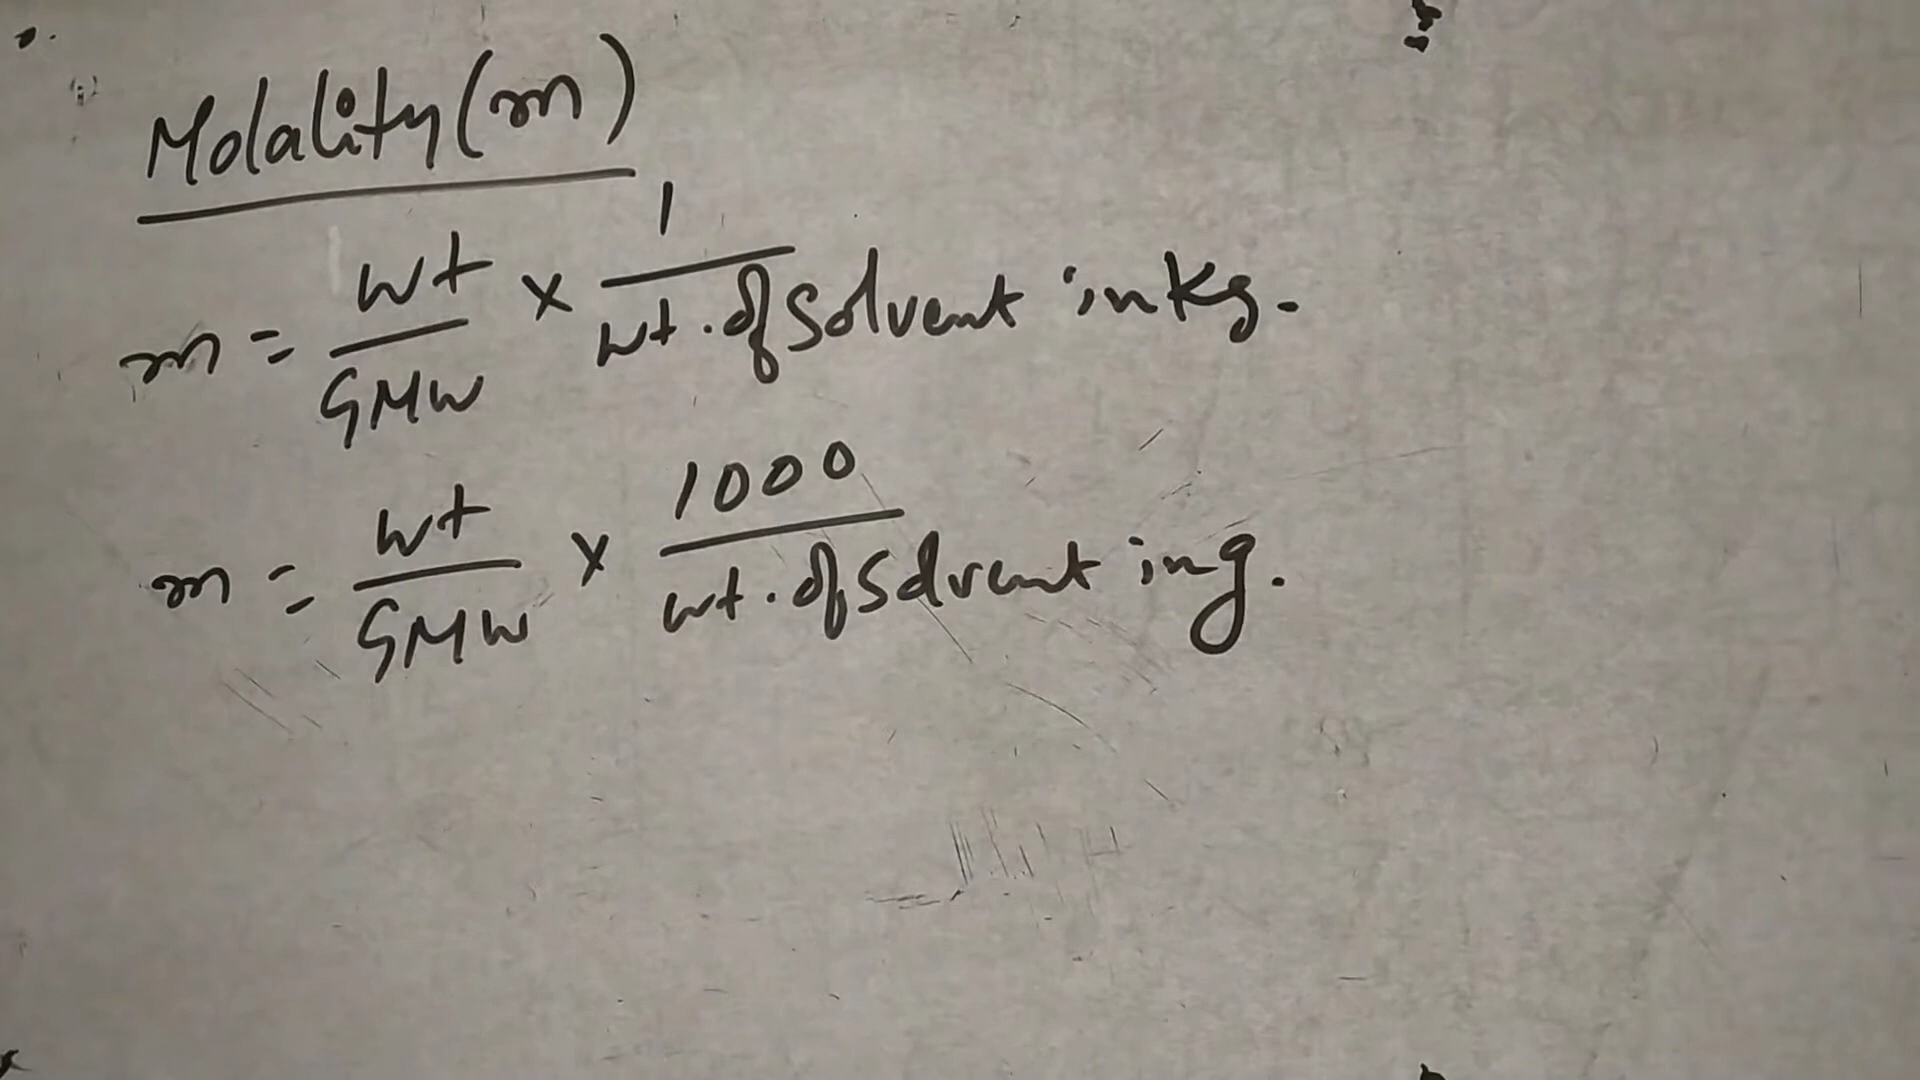 Molality (m)
m = wt/GMW × 1/wt. of solvent in Kg.
m = wt/GMW × 1000/wt. of solvent in g.